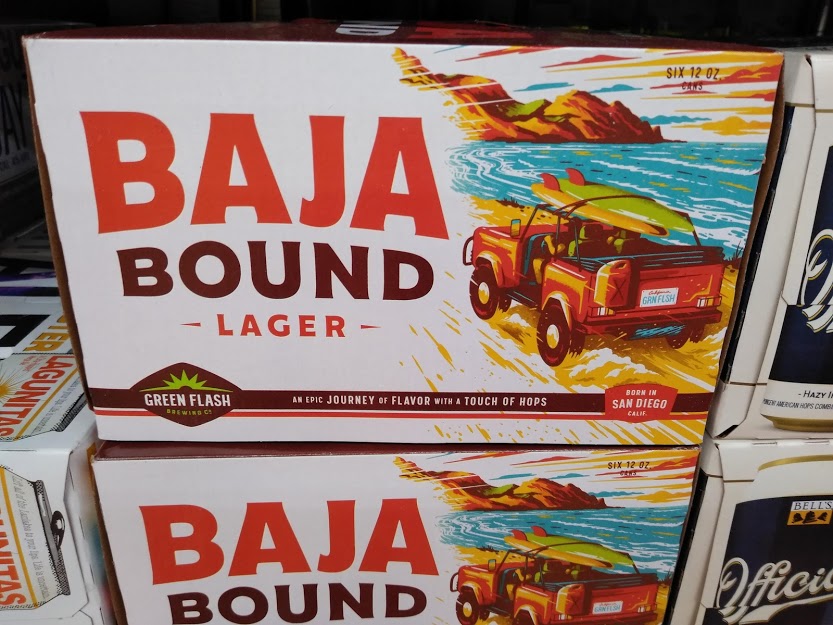 SIX 12 OZ.
CANS
BAJA
BOUND
- LAGER -
California
GRN FLSH
GREEN FLASH
BREWING CO
AN EPIC JOURNEY OF FLAVOR WITH A TOUCH OF HOPS
BORN IN
SAN DIEGO
CALIF.
SIX 12 OZ
BAJA
BOUND
LAGUNITAS
- HAZY
AMERICAN HOPS
BELL'S
Official